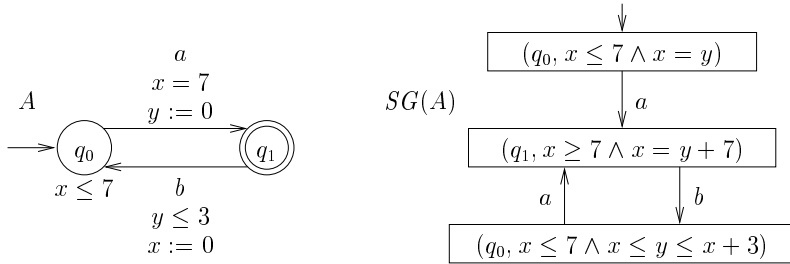 a
x = 7
y := 0
A
q₀
q₁
x ≤ 7
b
y ≤ 3
x := 0
(q₀, x ≤ 7 ∧ x = y)
SG(A)
a
(q₁, x ≥ 7 ∧ x = y + 7)
a
b
(q₀, x ≤ 7 ∧ x ≤ y ≤ x + 3)